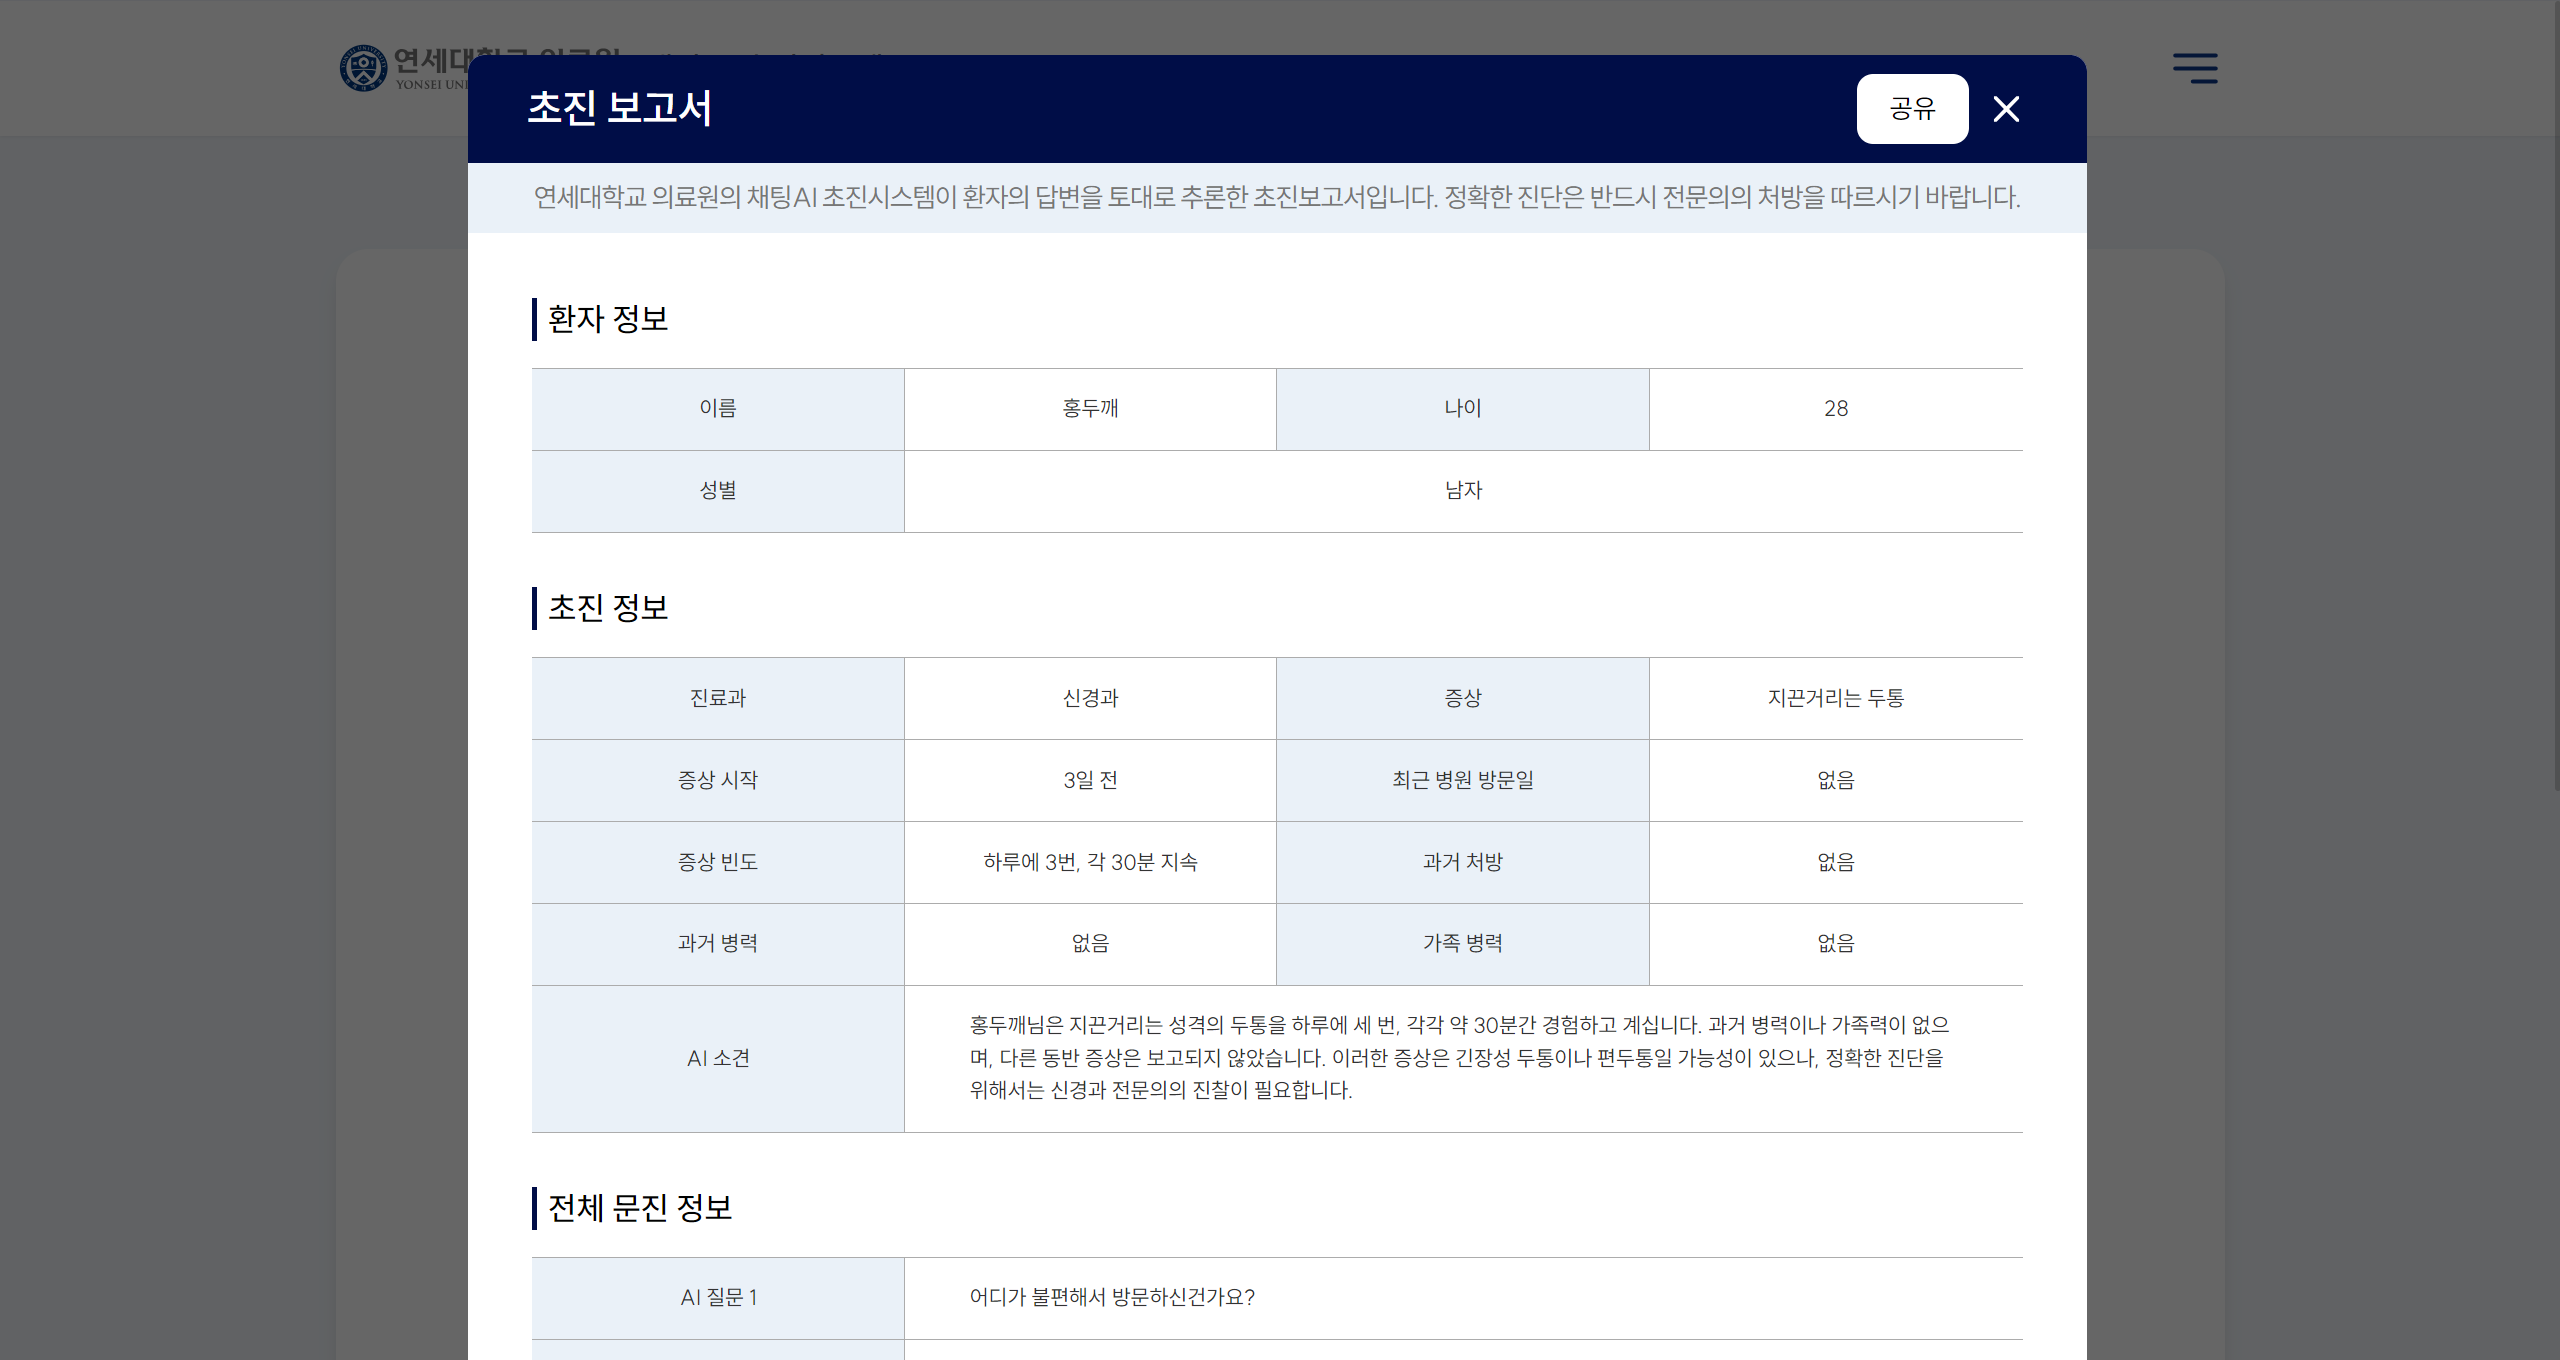 연세대
YONSEI UNI
초진 보고서
공유
연세대학교 의료원의 채팅AI 초진시스템이 환자의 답변을 토대로 추론한 초진보고서입니다. 정확한 진단은 반드시 전문의의 처방을 따르시기 바랍니다.
환자 정보
이름 홍두깨 나이 28
성별 남자
초진 정보
진료과 신경과 증상 지끈거리는 두통
증상 시작 3일 전 최근 병원 방문일 없음
증상 빈도 하루에 3번, 각 30분 지속 과거 처방 없음
과거 병력 없음 가족 병력 없음
AI 소견
홍두깨님은 지끈거리는 성격의 두통을 하루에 세 번, 각각 약 30분간 경험하고 계십니다. 과거 병력이나 가족력이 없으
며, 다른 동반 증상은 보고되지 않았습니다. 이러한 증상은 긴장성 두통이나 편두통일 가능성이 있으나, 정확한 진단을
위해서는 신경과 전문의의 진찰이 필요합니다.
전체 문진 정보
AI 질문 1 어디가 불편해서 방문하신건가요?